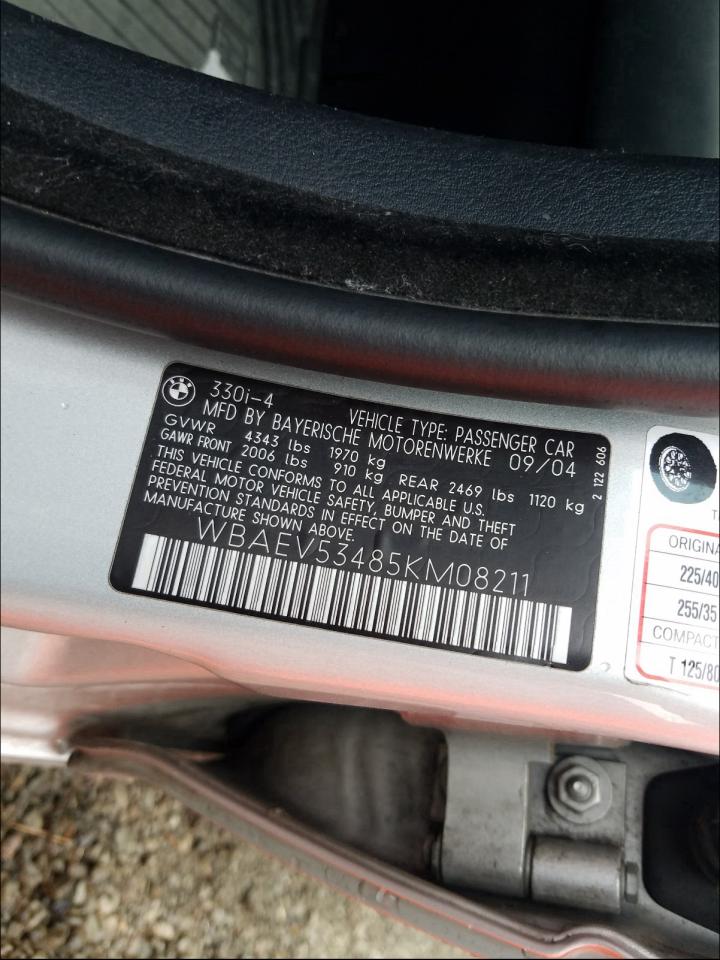 330i-4
VEHICLE TYPE: PASSENGER CAR
MFD BY BAYERISCHE MOTORENWERKE 09/04
GVWR 4343 lbs 1970 kg
GAWR FRONT 2006 lbs 910 kg REAR 2469 lbs 1120 kg
THIS VEHICLE CONFORMS TO ALL APPLICABLE U.S.
FEDERAL MOTOR VEHICLE SAFETY, BUMPER AND THEFT
PREVENTION STANDARDS IN EFFECT ON THE DATE OF
MANUFACTURE SHOWN ABOVE.
WBAEV53485KM08211
2 122 606
T
ORIGINA
225/40
255/35
COMPACT
T 125/80